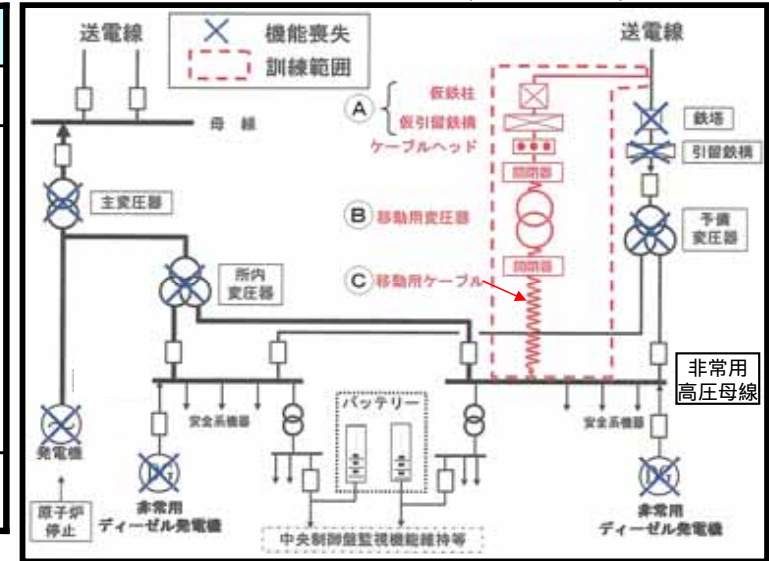 送電線
機能喪失
訓練範囲
母 線
主変圧器
所内
変圧器
発電機
原子炉
停止
非常用
ディーゼル発電機
安全系機器
バッテリー
中央制御盤監視機能維持等
A
仮鉄柱
仮引留鉄構
ケーブルヘッド
開閉器
B 移動用変圧器
開閉器
C 移動用ケーブル
送電線
鉄塔
引留鉄構
予備
変圧器
非常用
高圧母線
安全系機器
非常用
ディーゼル発電機